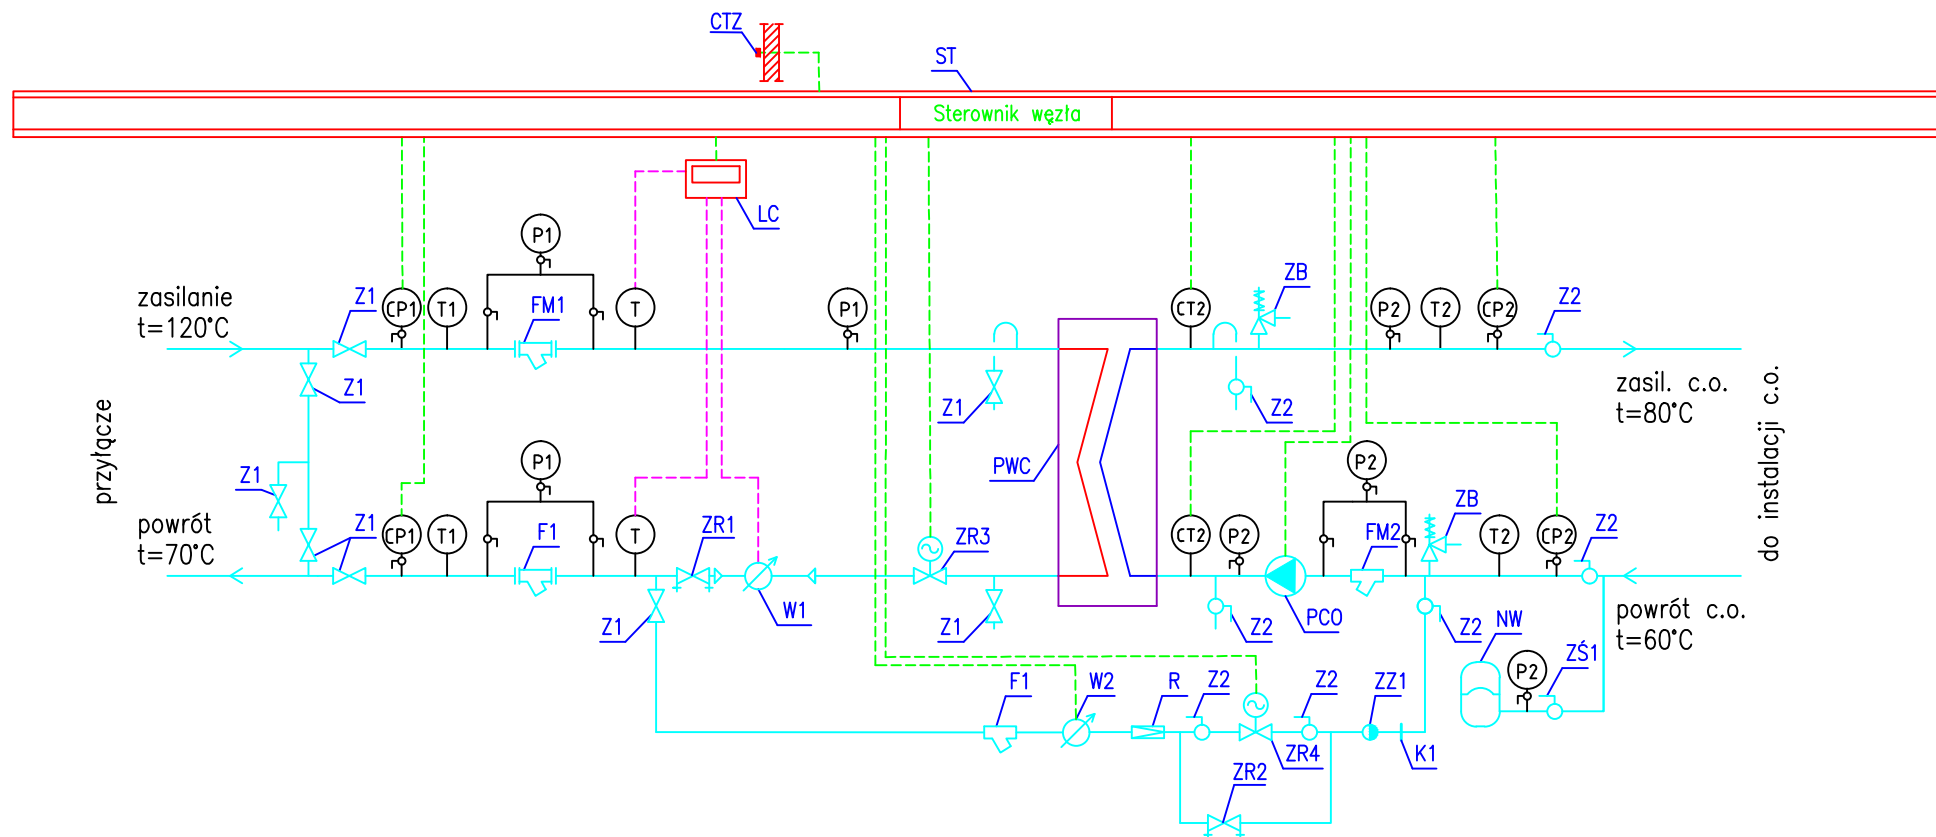 CTZ
ST
Sterownik węzła
LC
P1
zasilanie
t=120°C
Z1
CP1
T1
FM1
T
P1
CT2
ZB
P2
T2
CP2
Z2
Z1
Z1
Z2
zasil. c.o.
t=80°C
przyłącze
do instalacji c.o.
PWC
Z1
P1
P2
powrót
t=70°C
Z1
CP1
T1
F1
T
ZR1
ZR3
CT2
P2
FM2
ZB
T2
CP2
Z2
Z1
W1
Z1
Z2
PCO
Z2
NW
powrót c.o.
t=60°C
P2
ZŚ1
F1
W2
R
Z2
Z2
ZZ1
ZR4
K1
ZR2